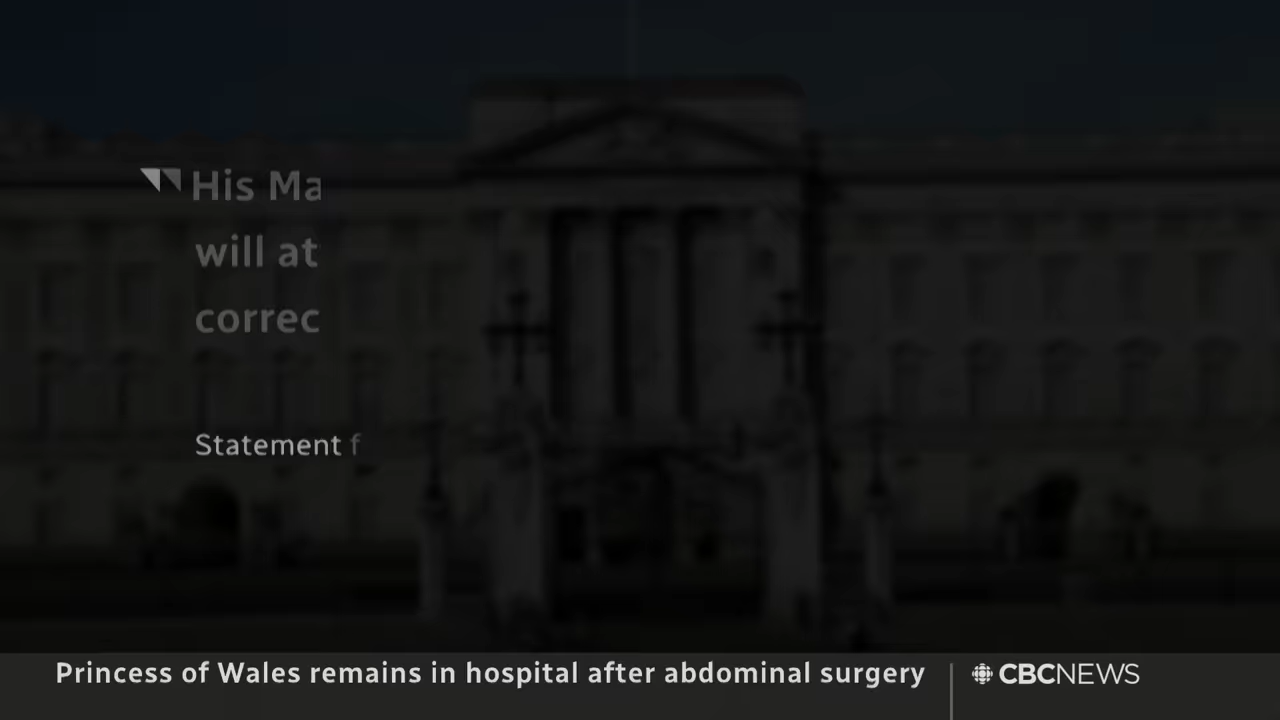 His Ma
will at
correc
Statement f
Princess of Wales remains in hospital after abdominal surgery
CBCNEWS